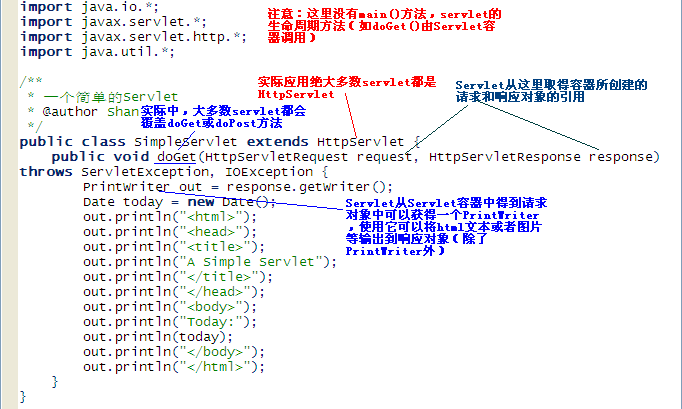 import java.io.*;
import javax.servlet.*;
import javax.servlet.http.*;
import java.util.*;
注意：这里没有main()方法，servlet的
生命周期方法（如doGet()由Servlet容
器调用）
/**
* 一个简单的Servlet
* @author Shan
*/
实际中，大多数servlet都会
覆盖doGet或doPost方法
实际应用绝大多数servlet都是
HttpServlet
Servlet从这里取得容器所创建的
请求和响应对象的引用
public class SimpleServlet extends HttpServlet {
public void doGet(HttpServletRequest request, HttpServletResponse response)
throws ServletException, IOException {
PrintWriter out = response.getWriter();
Date today = new Date();
out.println("<html>");
out.println("<head>");
out.println("<title>");
out.println("A Simple Servlet");
out.println("</title>");
out.println("</head>");
out.println("<body>");
out.println("Today:");
out.println(today);
out.println("</body>");
out.println("</html>");
}
}
Servlet从Servlet容器中得到请求
对象中可以获得一个PrintWriter
，使用它可以将html文本或者图片
等输出到响应对象（除了
PrintWriter外）